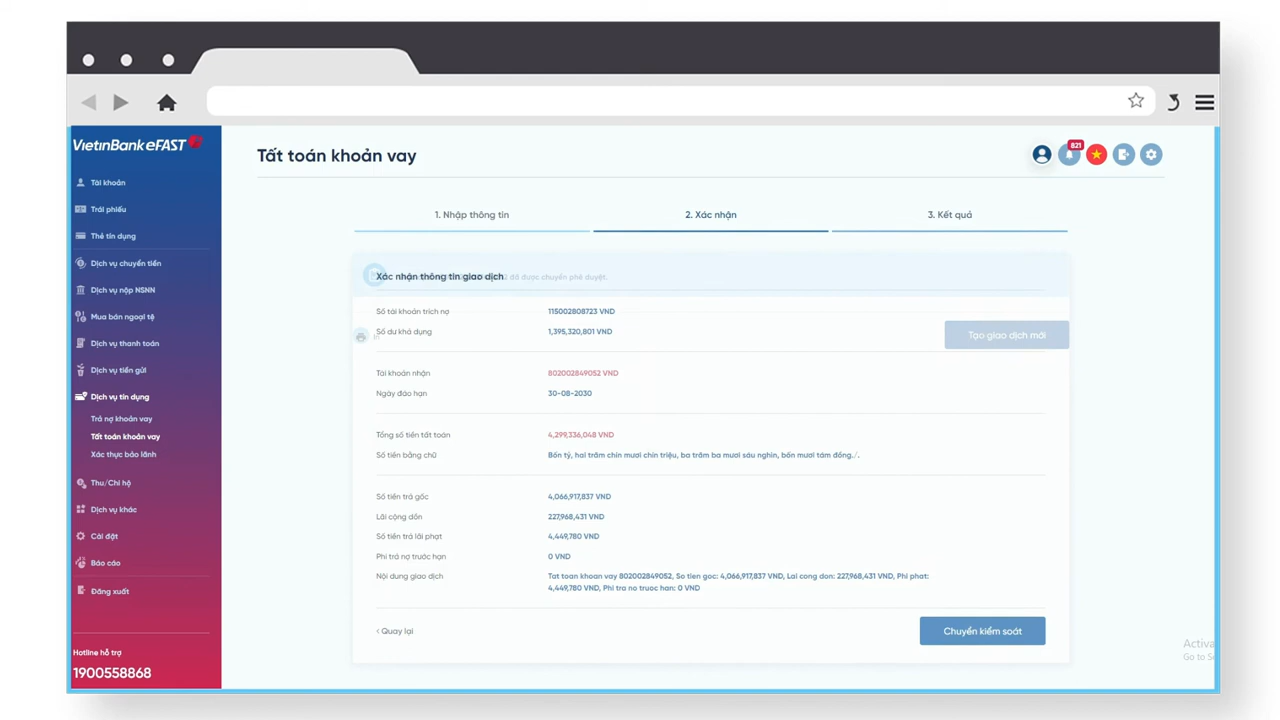 VietinBank eFAST
Tất toán khoản vay
821
Tài khoản
Trái phiếu
Thẻ tín dụng
Dịch vụ chuyển tiền
Dịch vụ nộp NSNN
Mua bán ngoại tệ
Dịch vụ thanh toán
Dịch vụ tiền gửi
Dịch vụ tín dụng
Trả nợ khoản vay
Tất toán khoản vay
Xác thực bảo lãnh
Thu/Chi hộ
Dịch vụ khác
Cài đặt
Báo cáo
Đăng xuất
Hotline hỗ trợ
1900558868
1. Nhập thông tin
2. Xác nhận
3. Kết quả
Xác nhận thông tin giao dịch
đã được chuyển phê duyệt.
Số tài khoản trích nợ 115002808723 VND
Số dư khả dụng 1,395,320,801 VND
In
Tạo giao dịch mới
Tài khoản nhận 802002849052 VND
Ngày đáo hạn 30-08-2030
Tổng số tiền tất toán 4,299,336,048 VND
Số tiền bằng chữ Bốn tỷ, hai trăm chín mươi chín triệu, ba trăm ba mươi sáu nghìn, bốn mươi tám đồng./.
Số tiền trả gốc 4,066,917,837 VND
Lãi cộng dồn 227,968,431 VND
Số tiền trả lãi phạt 4,449,780 VND
Phí trả nợ trước hạn 0 VND
Nội dung giao dịch Tat toan khoan vay 802002849052, So tien goc: 4,066,917,837 VND, Lai cong don: 227,968,431 VND, Phi phat:
4,449,780 VND, Phi tra no truoc han: 0 VND
‹ Quay lại
Chuyển kiểm soát
Activa
Go to Se